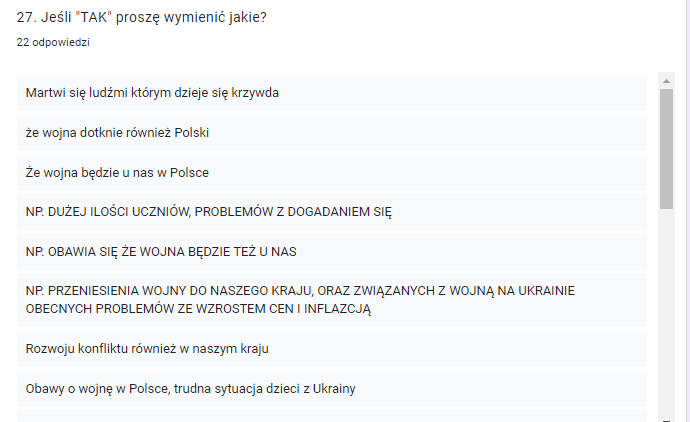 27. Jeśli "TAK" proszę wymienić jakie?
22 odpowiedzi
Martwi się ludźmi którym dzieje się krzywda
że wojna dotknie również Polski
Że wojna będzie u nas w Polsce
NP. DUŻEJ ILOŚCI UCZNIÓW, PROBLEMÓW Z DOGADANIEM SIĘ
NP. OBAWIA SIĘ ŻE WOJNA BĘDZIE TEŻ U NAS
NP. PRZENIESIENIA WOJNY DO NASZEGO KRAJU, ORAZ ZWIĄZANYCH Z WOJNĄ NA UKRAINIE
OBECNYCH PROBLEMÓW ZE WZROSTEM CEN I INFLAZCJĄ
Rozwoju konfliktu również w naszym kraju
Obawy o wojnę w Polsce, trudna sytuacja dzieci z Ukrainy